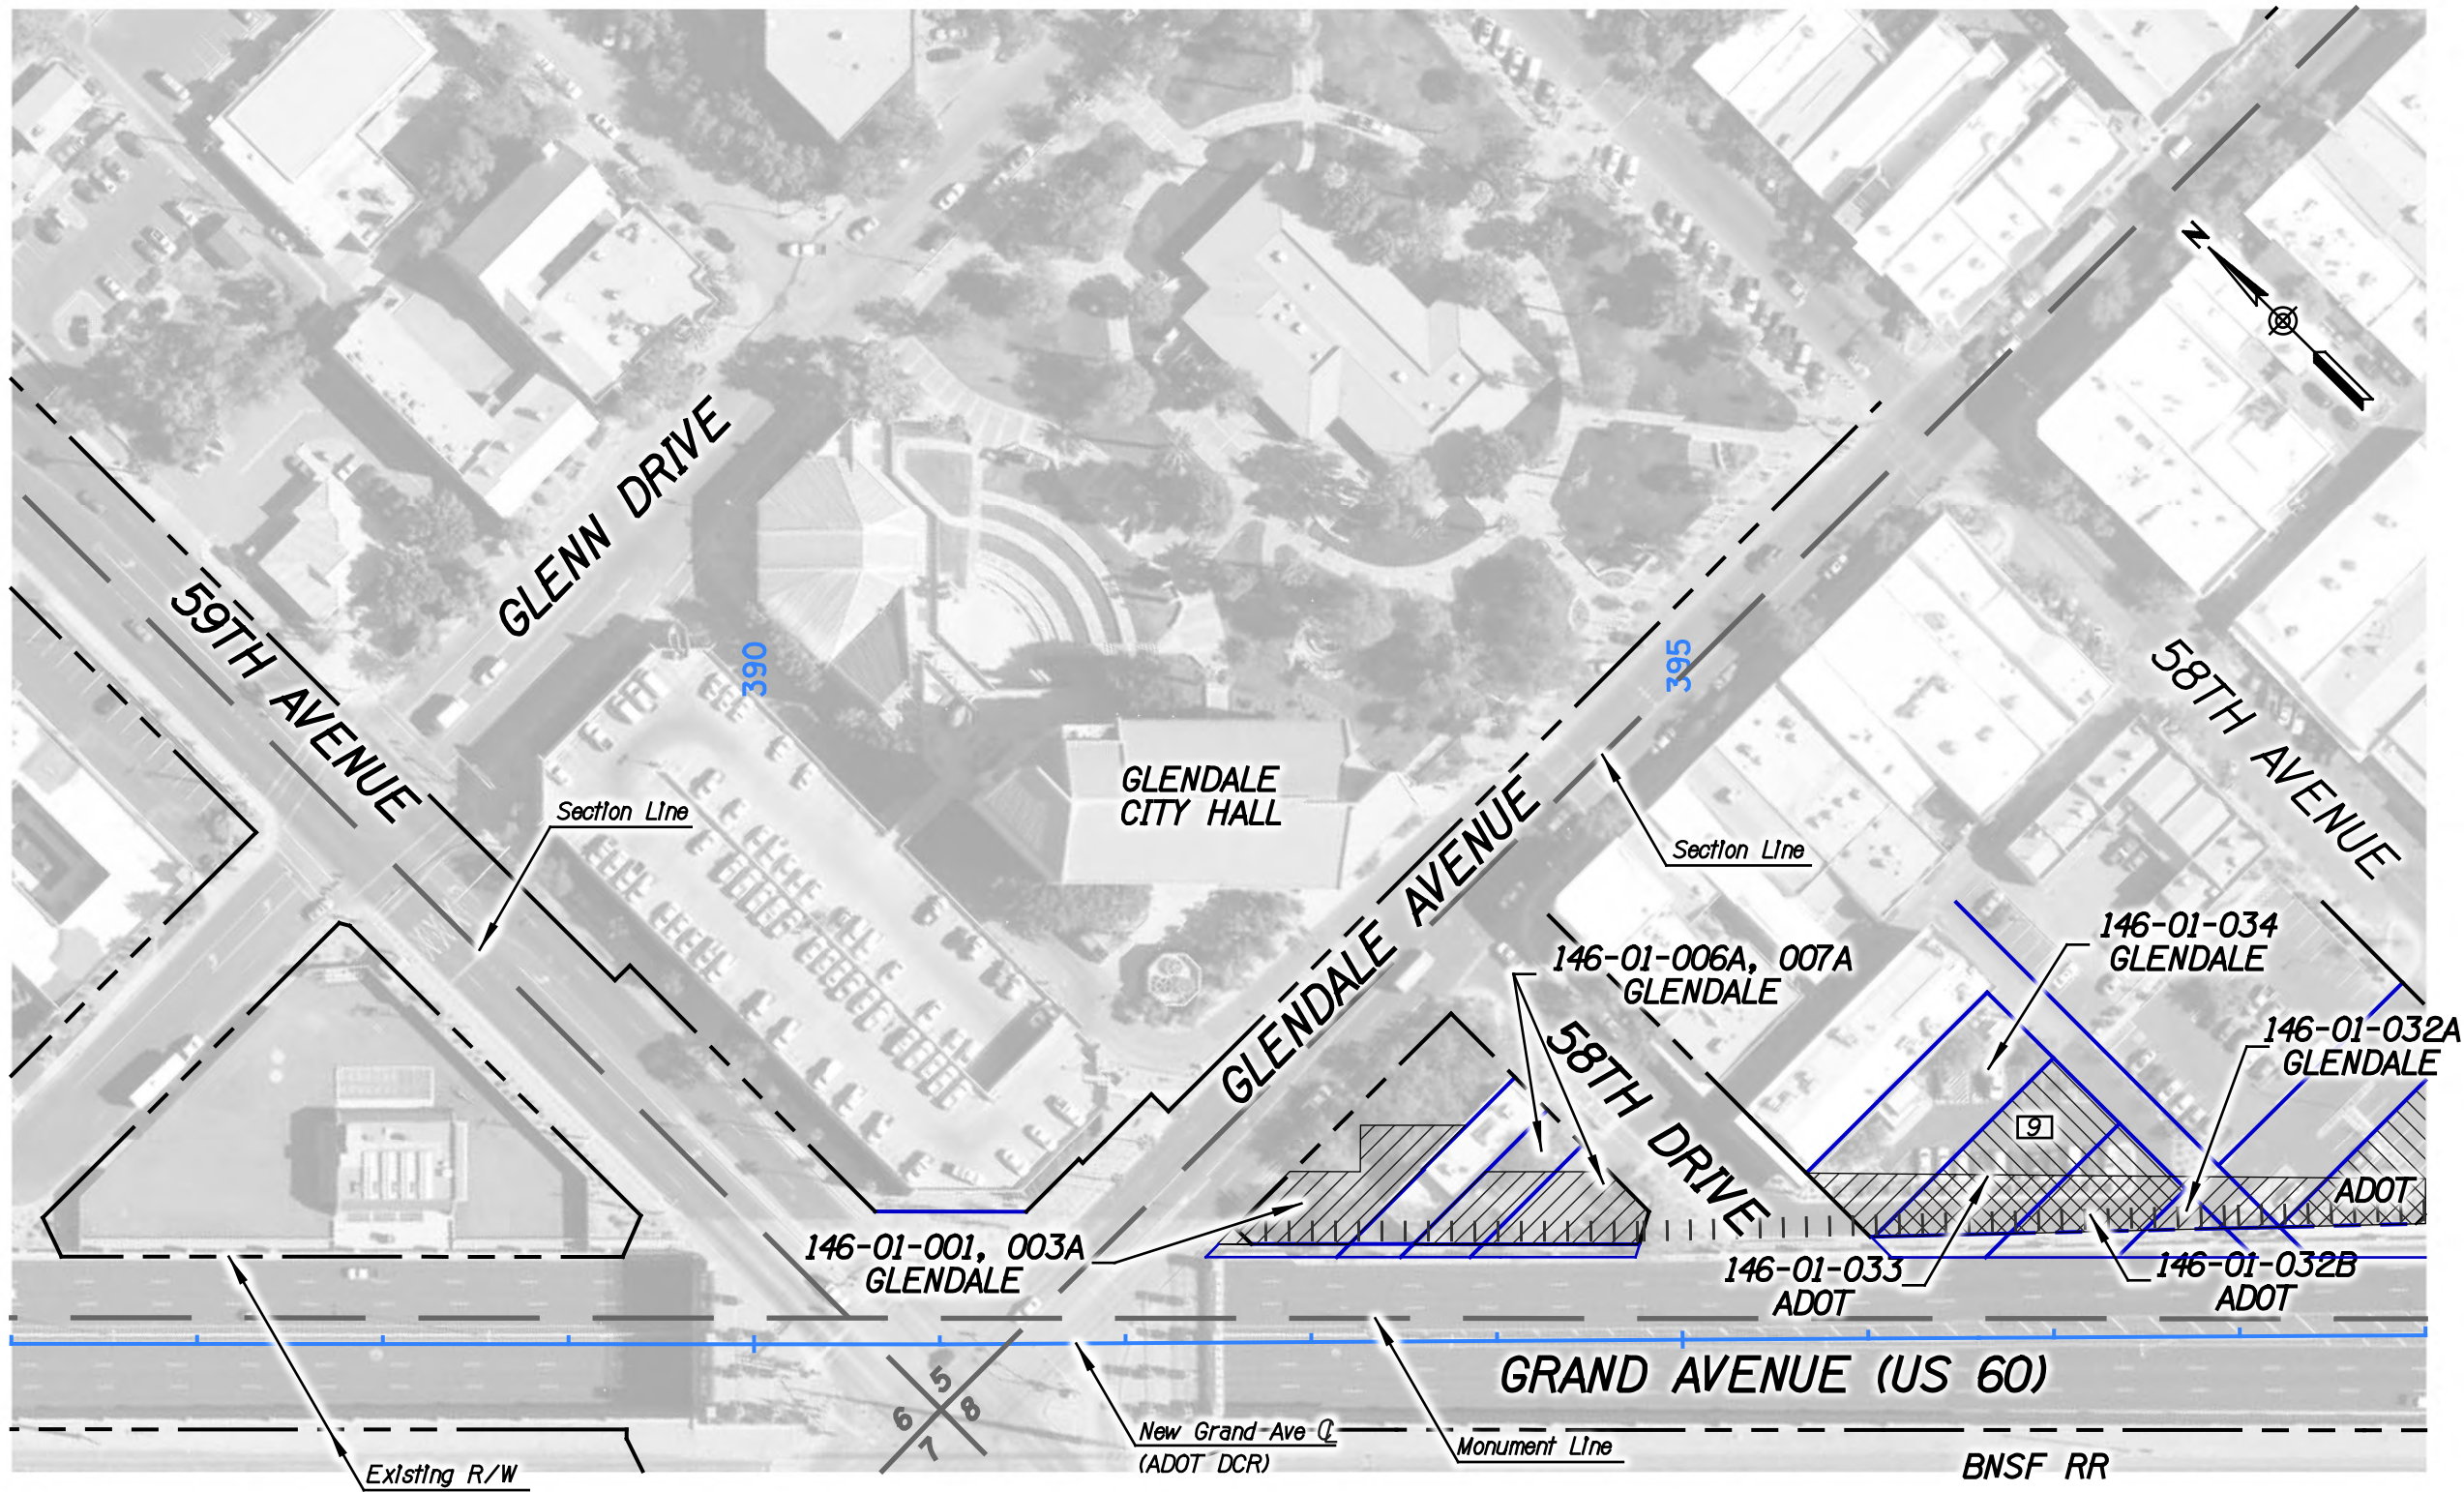 N
GLENN DRIVE
59TH AVENUE
390
395
58TH AVENUE
GLENDALE
CITY HALL
Section Line
Section Line
GLENDALE AVENUE
146-01-034
GLENDALE
146-01-006A, 007A
GLENDALE
146-01-032A
GLENDALE
58TH DRIVE
9
ADOT
146-01-001, 003A
GLENDALE
146-01-033
ADOT
146-01-032B
ADOT
GRAND AVENUE (US 60)
5
6
8
7
New Grand Ave ℄
(ADOT DCR)
Monument Line
BNSF RR
Existing R/W